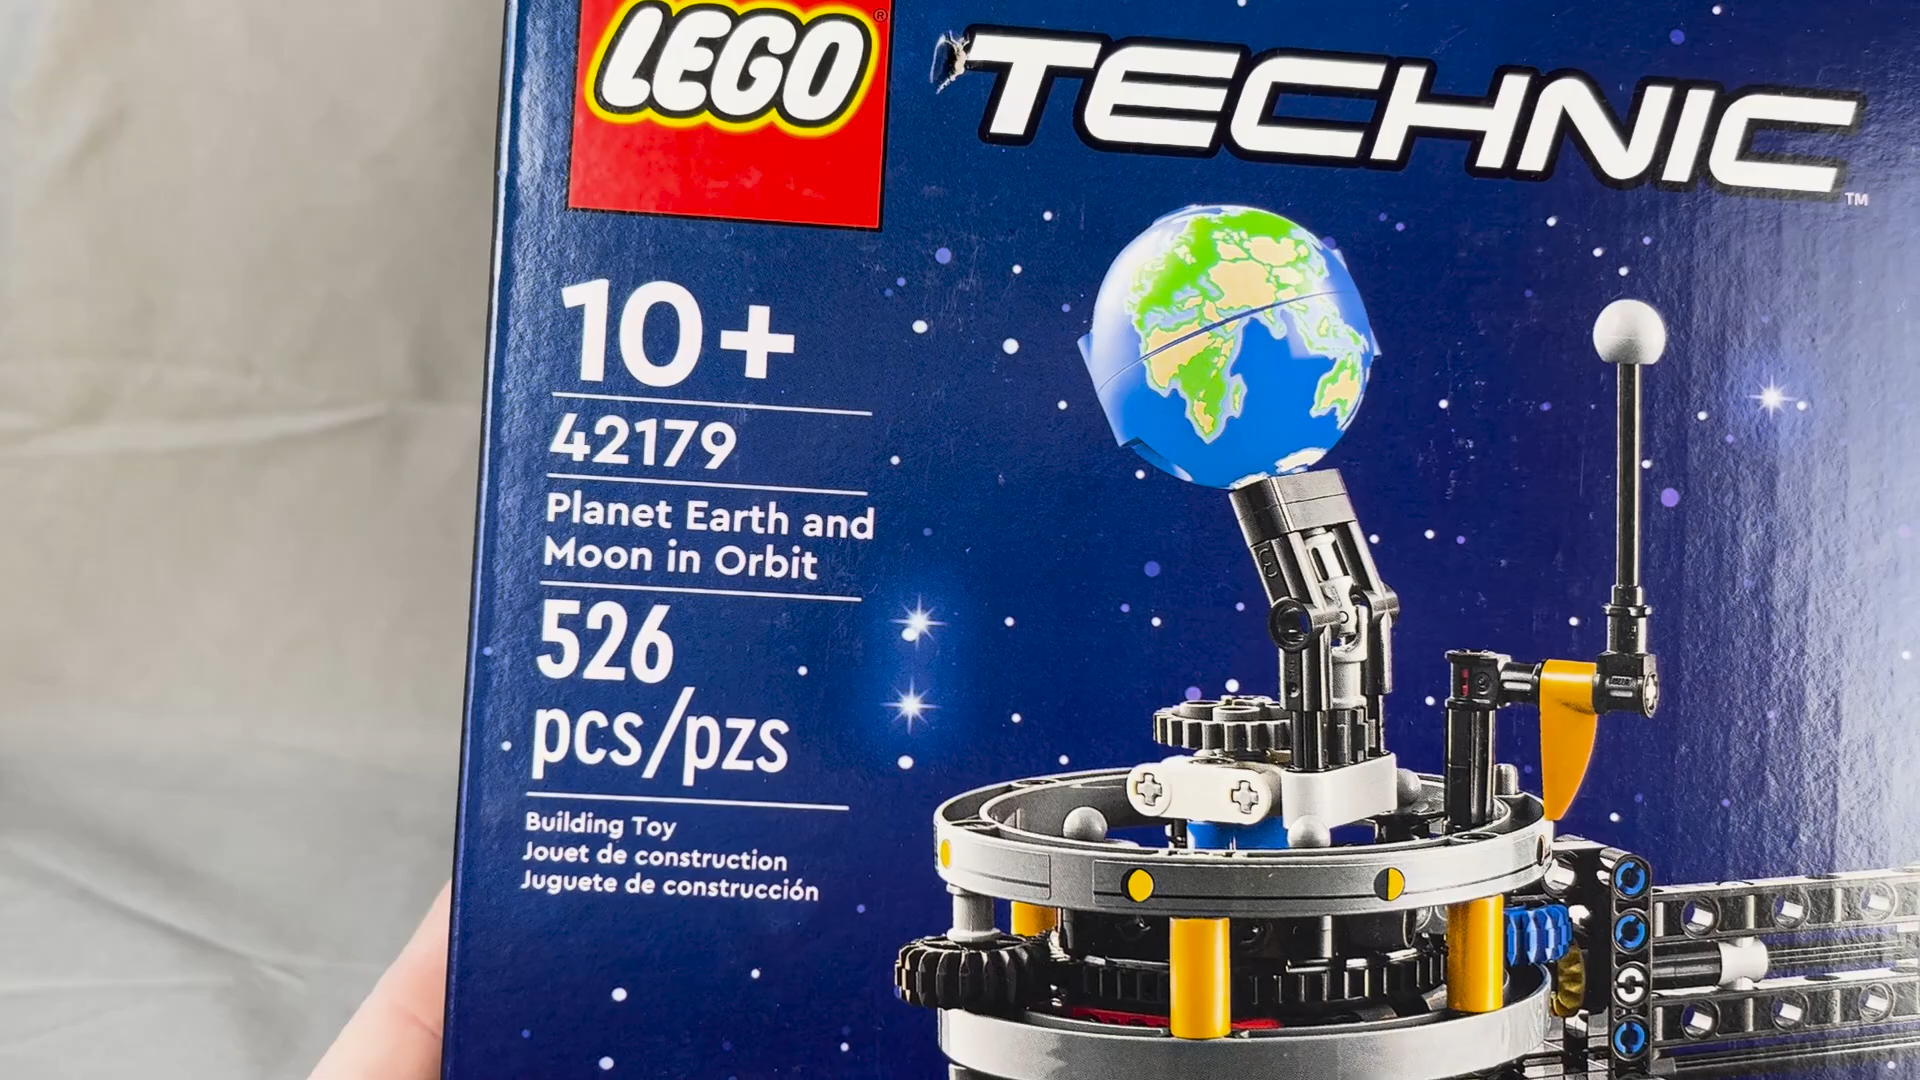 LEGO®
TECHNIC™
10+
42179
Planet Earth and
Moon in Orbit
526
pcs/pzs
Building Toy
Jouet de construction
Juguete de construcción